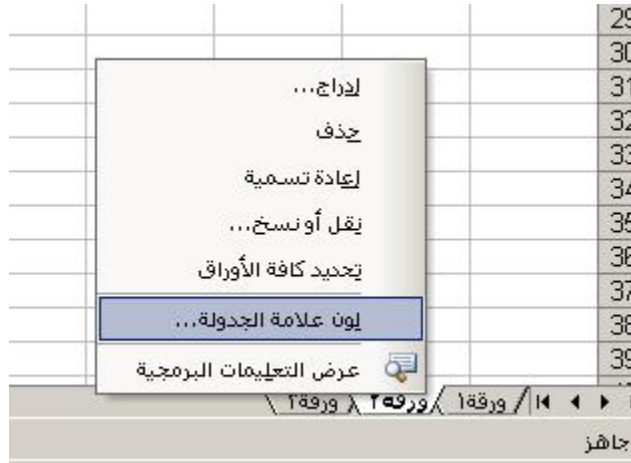 29
30
31
32
33
34
35
36
37
38
39
إدراج...
حذف
إعادة تسمية
نقل أو نسخ...
تحديد كافة الأوراق
لون علامة الجدولة...
عرض التعليمات البرمجية
ورقة١ ورقة٢ ورقة٣
جاهز